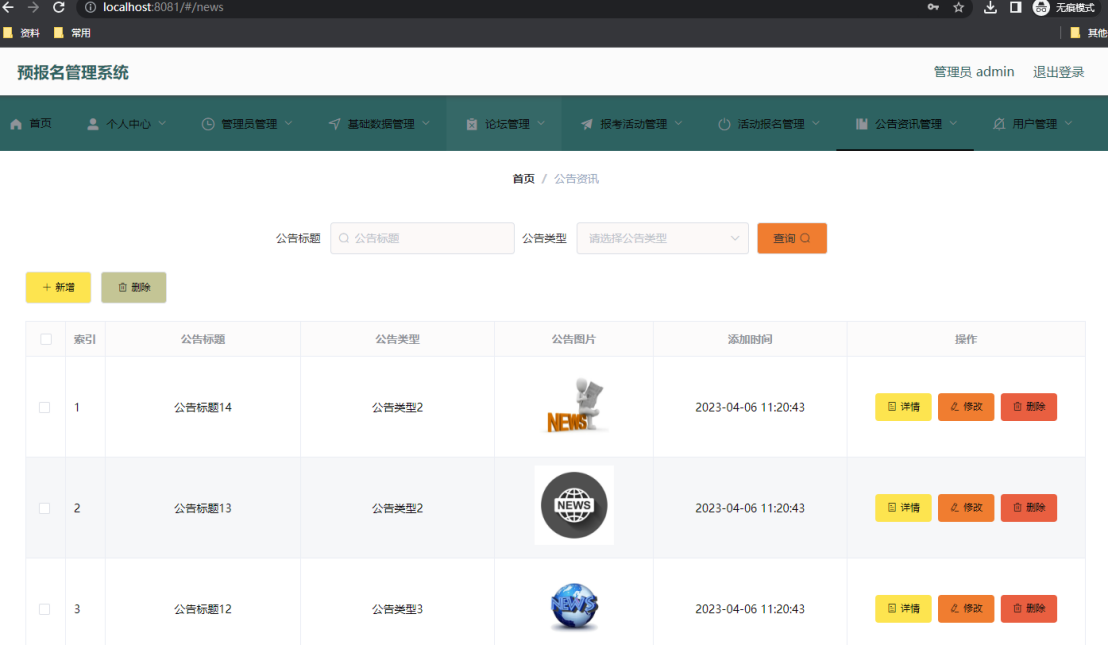 localhost:8081/#/news
无痕模式
资料 常用 其他
预报名管理系统 管理员 admin 退出登录
首页 个人中心 管理员管理 基础数据管理 论坛管理 报考活动管理 活动报名管理 公告资讯管理 用户管理
首页 / 公告资讯
公告标题 公告标题 公告类型 请选择公告类型 查询
+ 新增 删除
索引 公告标题 公告类型 公告图片 添加时间 操作
1 公告标题14 公告类型2 NEWS 2023-04-06 11:20:43 详情 修改 删除
2 公告标题13 公告类型2 NEWS 2023-04-06 11:20:43 详情 修改 删除
3 公告标题12 公告类型3 NEWS 2023-04-06 11:20:43 详情 修改 删除